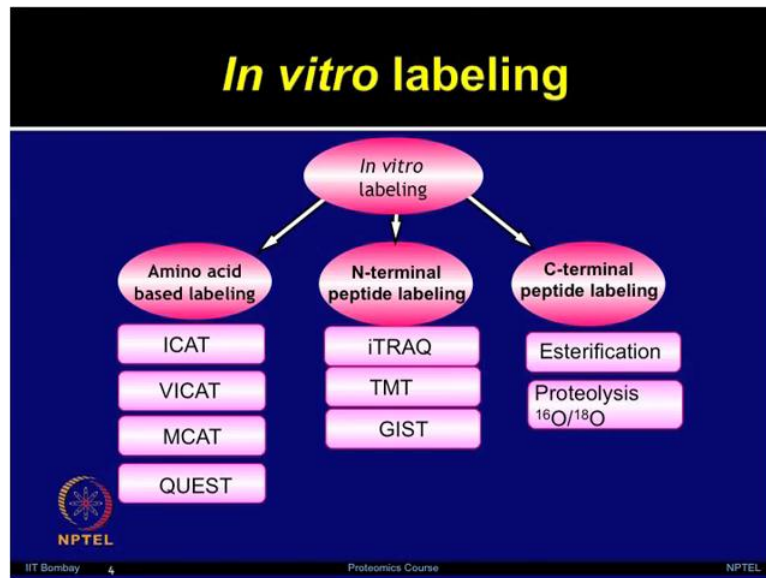 In vitro labeling
In vitro
labeling
Amino acid
based labeling
N-terminal
peptide labeling
C-terminal
peptide labeling
ICAT
VICAT
MCAT
QUEST
iTRAQ
TMT
GIST
Esterification
Proteolysis
¹⁶O/¹⁸O
NPTEL
IIT Bombay 4 Proteomics Course NPTEL